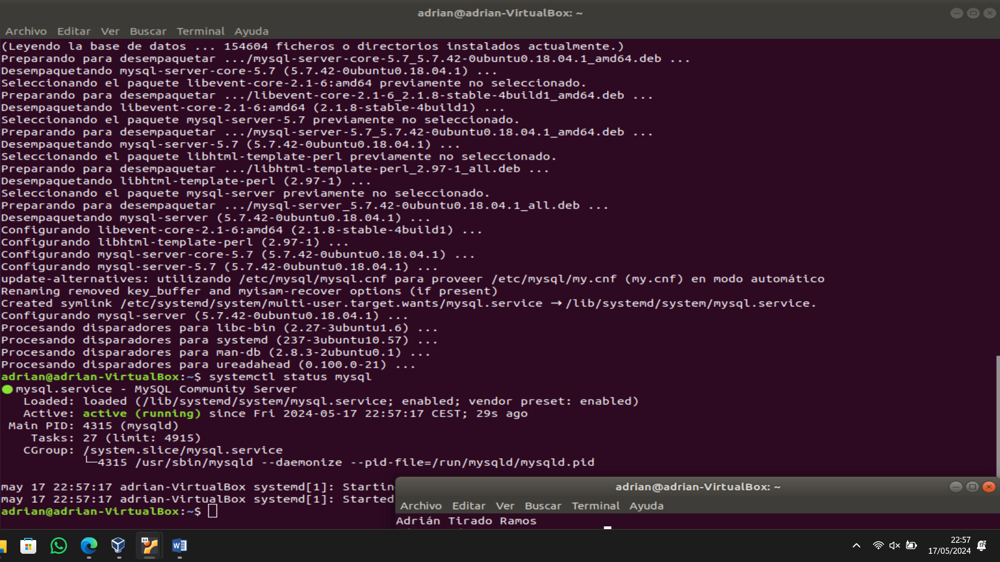 adrian@adrian-VirtualBox: ~
Archivo Editar Ver Buscar Terminal Ayuda
(Leyendo la base de datos ... 154604 ficheros o directorios instalados actualmente.)
Preparando para desempaquetar .../mysql-server-core-5.7_5.7.42-0ubuntu0.18.04.1_amd64.deb ...
Desempaquetando mysql-server-core-5.7 (5.7.42-0ubuntu0.18.04.1) ...
Seleccionando el paquete libevent-core-2.1-6:amd64 previamente no seleccionado.
Preparando para desempaquetar .../libevent-core-2.1-6_2.1.8-stable-4build1_amd64.deb ...
Desempaquetando libevent-core-2.1-6:amd64 (2.1.8-stable-4build1) ...
Seleccionando el paquete mysql-server-5.7 previamente no seleccionado.
Preparando para desempaquetar .../mysql-server-5.7_5.7.42-0ubuntu0.18.04.1_amd64.deb ...
Desempaquetando mysql-server-5.7 (5.7.42-0ubuntu0.18.04.1) ...
Seleccionando el paquete libhtml-template-perl previamente no seleccionado.
Preparando para desempaquetar .../libhtml-template-perl_2.97-1_all.deb ...
Desempaquetando libhtml-template-perl (2.97-1) ...
Seleccionando el paquete mysql-server previamente no seleccionado.
Preparando para desempaquetar .../mysql-server_5.7.42-0ubuntu0.18.04.1_all.deb ...
Desempaquetando mysql-server (5.7.42-0ubuntu0.18.04.1) ...
Configurando libevent-core-2.1-6:amd64 (2.1.8-stable-4build1) ...
Configurando libhtml-template-perl (2.97-1) ...
Configurando mysql-server-core-5.7 (5.7.42-0ubuntu0.18.04.1) ...
Configurando mysql-server-5.7 (5.7.42-0ubuntu0.18.04.1) ...
update-alternatives: utilizando /etc/mysql/mysql.cnf para proveer /etc/mysql/my.cnf (my.cnf) en modo automático
Renaming removed key_buffer and myisam-recover options (if present)
Created symlink /etc/systemd/system/multi-user.target.wants/mysql.service → /lib/systemd/system/mysql.service.
Configurando mysql-server (5.7.42-0ubuntu0.18.04.1) ...
Procesando disparadores para libc-bin (2.27-3ubuntu1.6) ...
Procesando disparadores para systemd (237-3ubuntu10.57) ...
Procesando disparadores para man-db (2.8.3-2ubuntu0.1) ...
Procesando disparadores para ureadahead (0.100.0-21) ...
adrian@adrian-VirtualBox:~$ systemctl status mysql
● mysql.service - MySQL Community Server
Loaded: loaded (/lib/systemd/system/mysql.service; enabled; vendor preset: enabled)
Active: active (running) since Fri 2024-05-17 22:57:17 CEST; 29s ago
Main PID: 4315 (mysqld)
Tasks: 27 (limit: 4915)
CGroup: /system.slice/mysql.service
└─4315 /usr/sbin/mysqld --daemonize --pid-file=/run/mysqld/mysqld.pid
may 17 22:57:17 adrian-VirtualBox systemd[1]: Startin
may 17 22:57:17 adrian-VirtualBox systemd[1]: Started
adrian@adrian-VirtualBox:~$
adrian@adrian-VirtualBox: ~
Archivo Editar Ver Buscar Terminal Ayuda
Adrián Tirado Ramos
64
W
22:57
17/05/2024